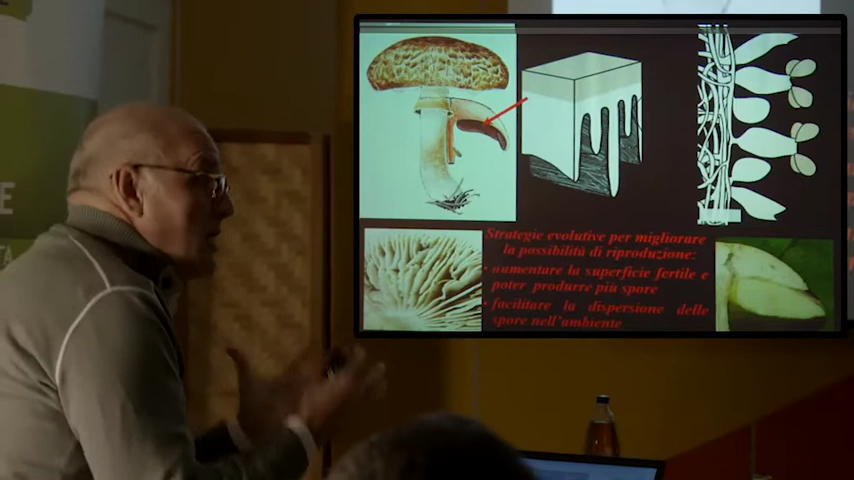 Strategie evolutive per migliorare
la possibilità di riproduzione:
• aumentare la superficie fertile e
poter produrre più spore
• facilitare la dispersione delle
spore nell'ambiente